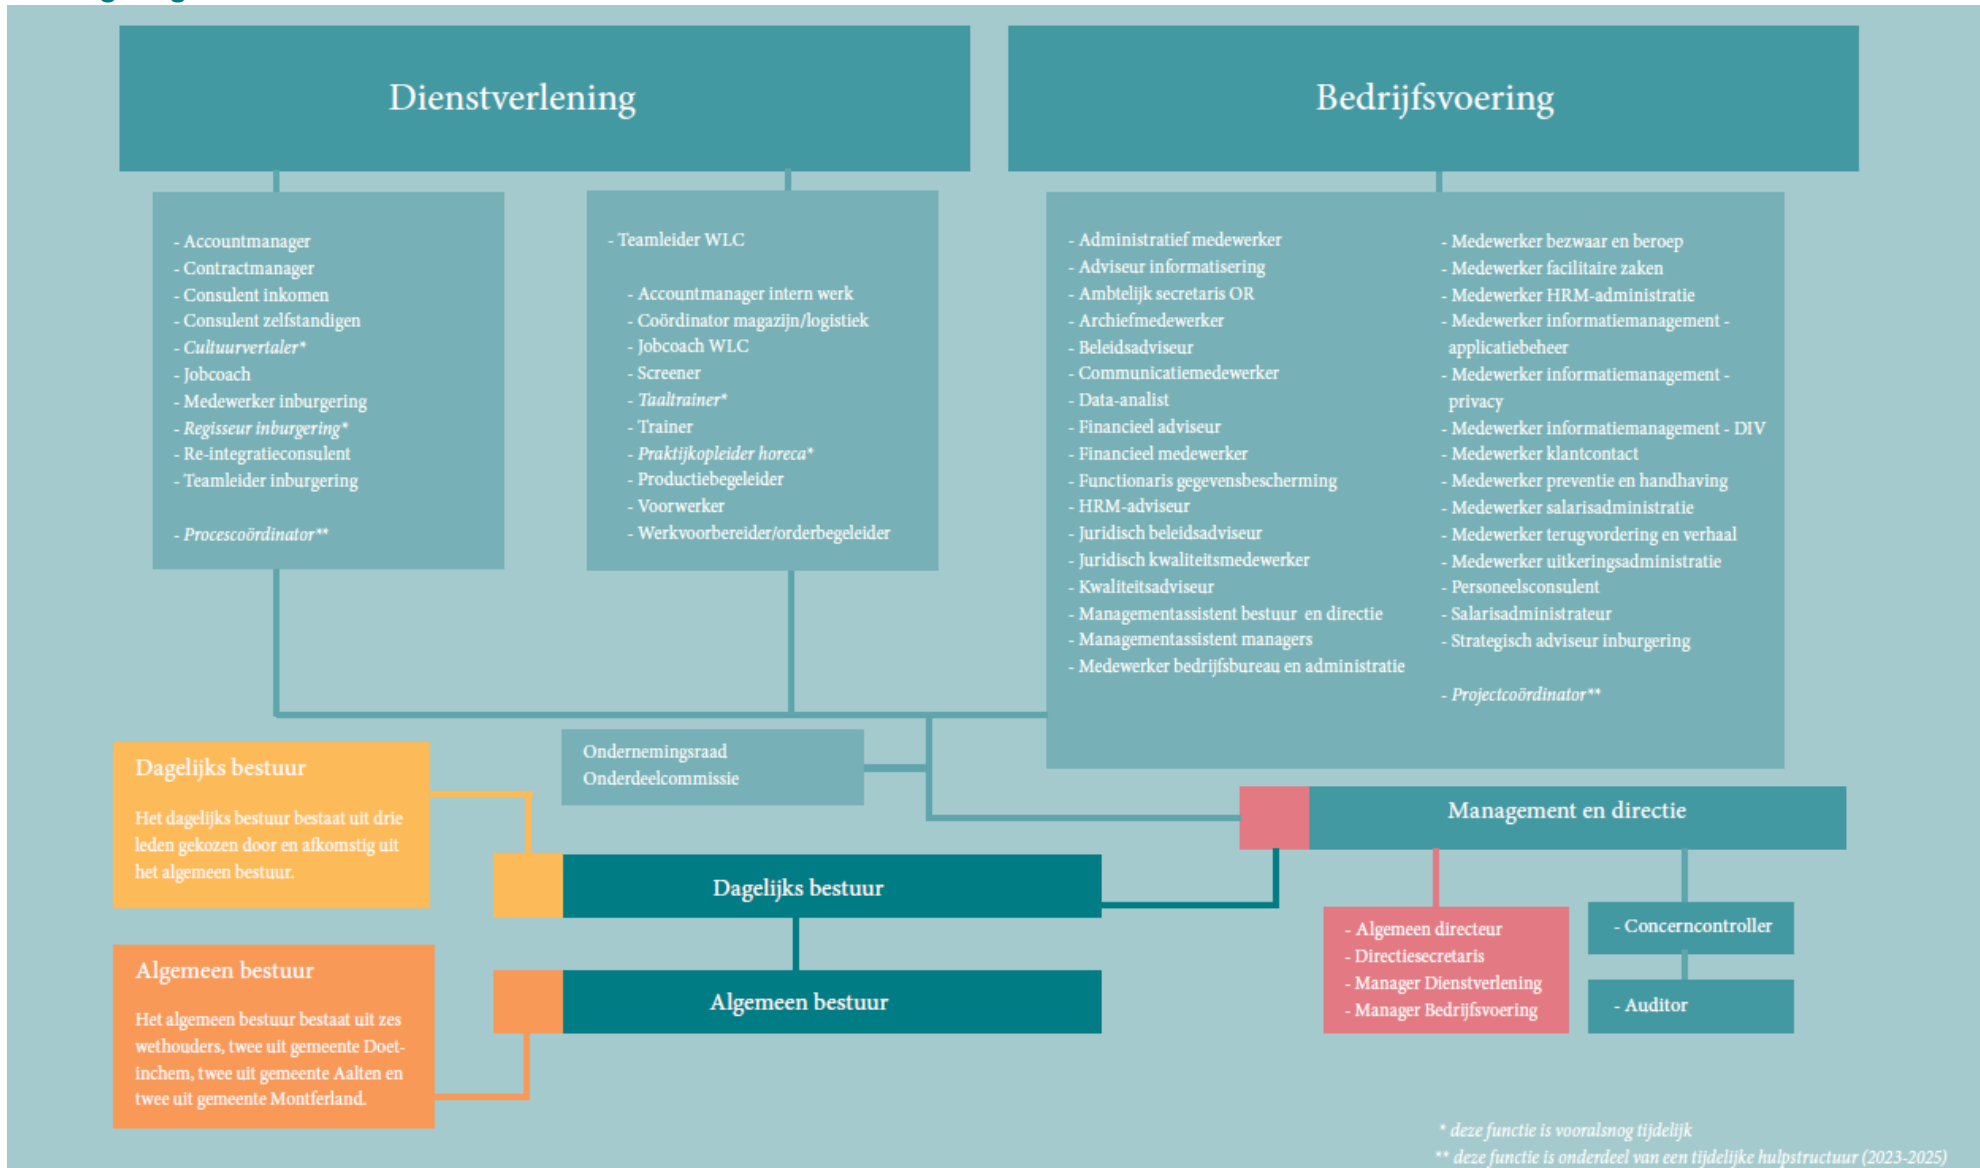 Dienstverlening
- Accountmanager
- Contractmanager
- Consulent inkomen
- Consulent zelfstandigen
- Cultuurvertaler*
- Jobcoach
- Medewerker inburgering
- Regisseur inburgering*
- Re-integratieconsulent
- Teamleider inburgering
- Procescoördinator**
- Teamleider WLC
- Accountmanager intern werk
- Coördinator magazijn/logistiek
- Jobcoach WLC
- Screener
- Taaltrainer*
- Trainer
- Praktijkopleider horeca*
- Productiebegeleider
- Voorwerker
- Werkvoorbereider/orderbegeleider
Bedrijfsvoering
- Administratief medewerker
- Adviseur informatisering
- Ambtelijk secretaris OR
- Archiefmedewerker
- Beleidsadviseur
- Communicatiemedewerker
- Data-analist
- Financieel adviseur
- Financieel medewerker
- Functionaris gegevensbescherming
- HRM-adviseur
- Juridisch beleidsadviseur
- Juridisch kwaliteitsmedewerker
- Kwaliteitsadviseur
- Managementassistent bestuur en directie
- Managementassistent managers
- Medewerker bedrijfsbureau en administratie
- Medewerker bezwaar en beroep
- Medewerker facilitaire zaken
- Medewerker HRM-administratie
- Medewerker informatiemanagement -
applicatiebeheer
- Medewerker informatiemanagement -
privacy
- Medewerker informatiemanagement - DIV
- Medewerker klantcontact
- Medewerker preventie en handhaving
- Medewerker salarisadministratie
- Medewerker terugvordering en verhaal
- Medewerker uitkeringsadministratie
- Personeelsconsulent
- Salarisadministrateur
- Strategisch adviseur inburgering
- Projectcoördinator**
Ondernemingsraad
Onderdeelcommissie
Dagelijks bestuur
Het dagelijks bestuur bestaat uit drie
leden gekozen door en afkomstig uit
het algemeen bestuur.
Management en directie
Dagelijks bestuur
- Algemeen directeur
- Directiesecretaris
- Manager Dienstverlening
- Manager Bedrijfsvoering
- Concerncontroller
- Auditor
Algemeen bestuur
Het algemeen bestuur bestaat uit zes
wethouders, twee uit gemeente Doet-
inchem, twee uit gemeente Aalten en
twee uit gemeente Montferland.
Algemeen bestuur
* deze functie is vooralsnog tijdelijk
** deze functie is onderdeel van een tijdelijke hulpstructuur (2023-2025)